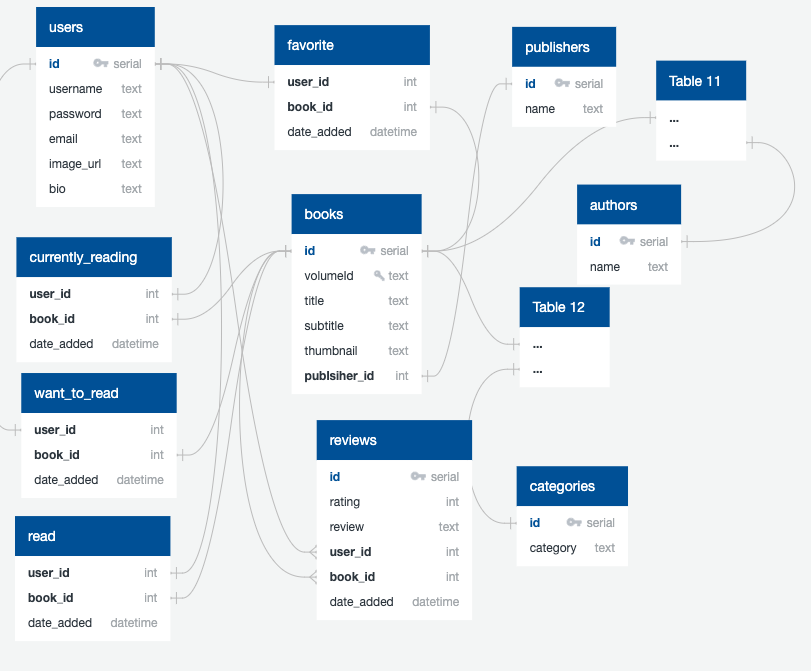 users
id serial
username text
password text
email text
image_url text
bio text
favorite
user_id int
book_id int
date_added datetime
publishers
id serial
name text
Table 11
...
...
books
id serial
volumeId text
title text
subtitle text
thumbnail text
publsiher_id int
authors
id serial
name text
currently_reading
user_id int
book_id int
date_added datetime
Table 12
...
...
want_to_read
user_id int
book_id int
date_added datetime
reviews
id serial
rating int
review text
user_id int
book_id int
date_added datetime
categories
id serial
category text
read
user_id int
book_id int
date_added datetime